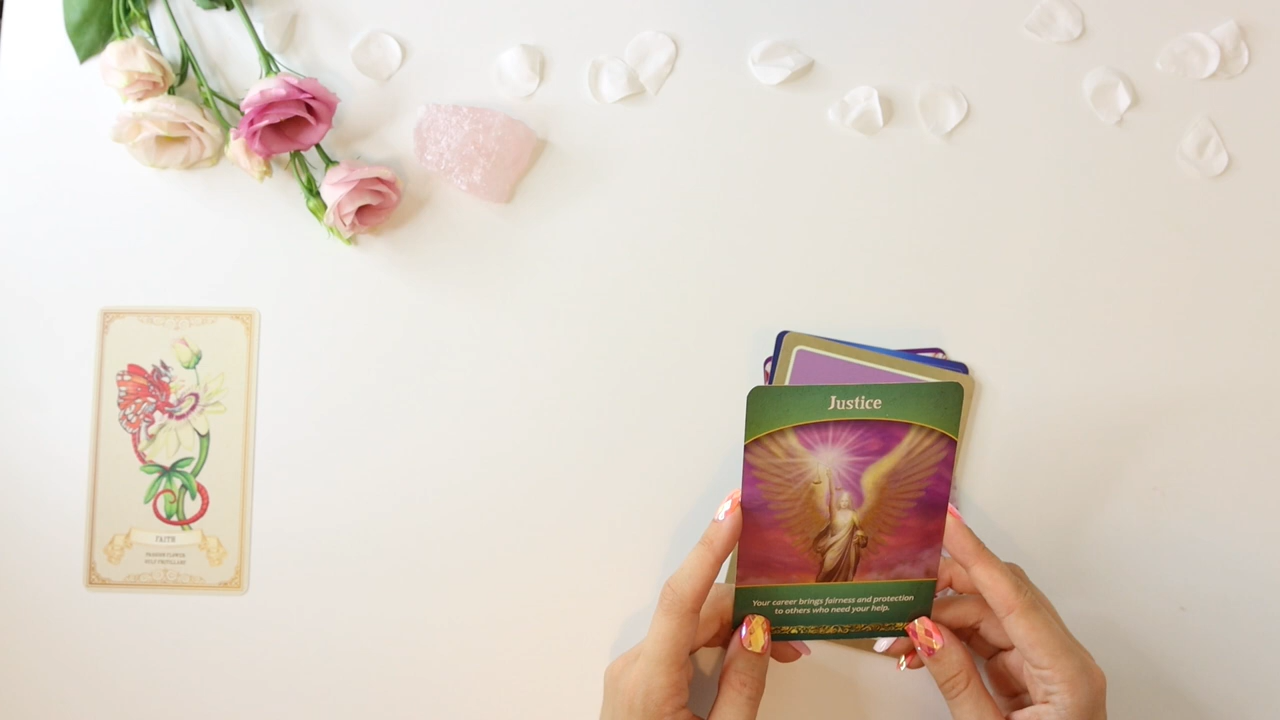 Justice
Your career brings fairness and protection
to others who need your help.
FAITH